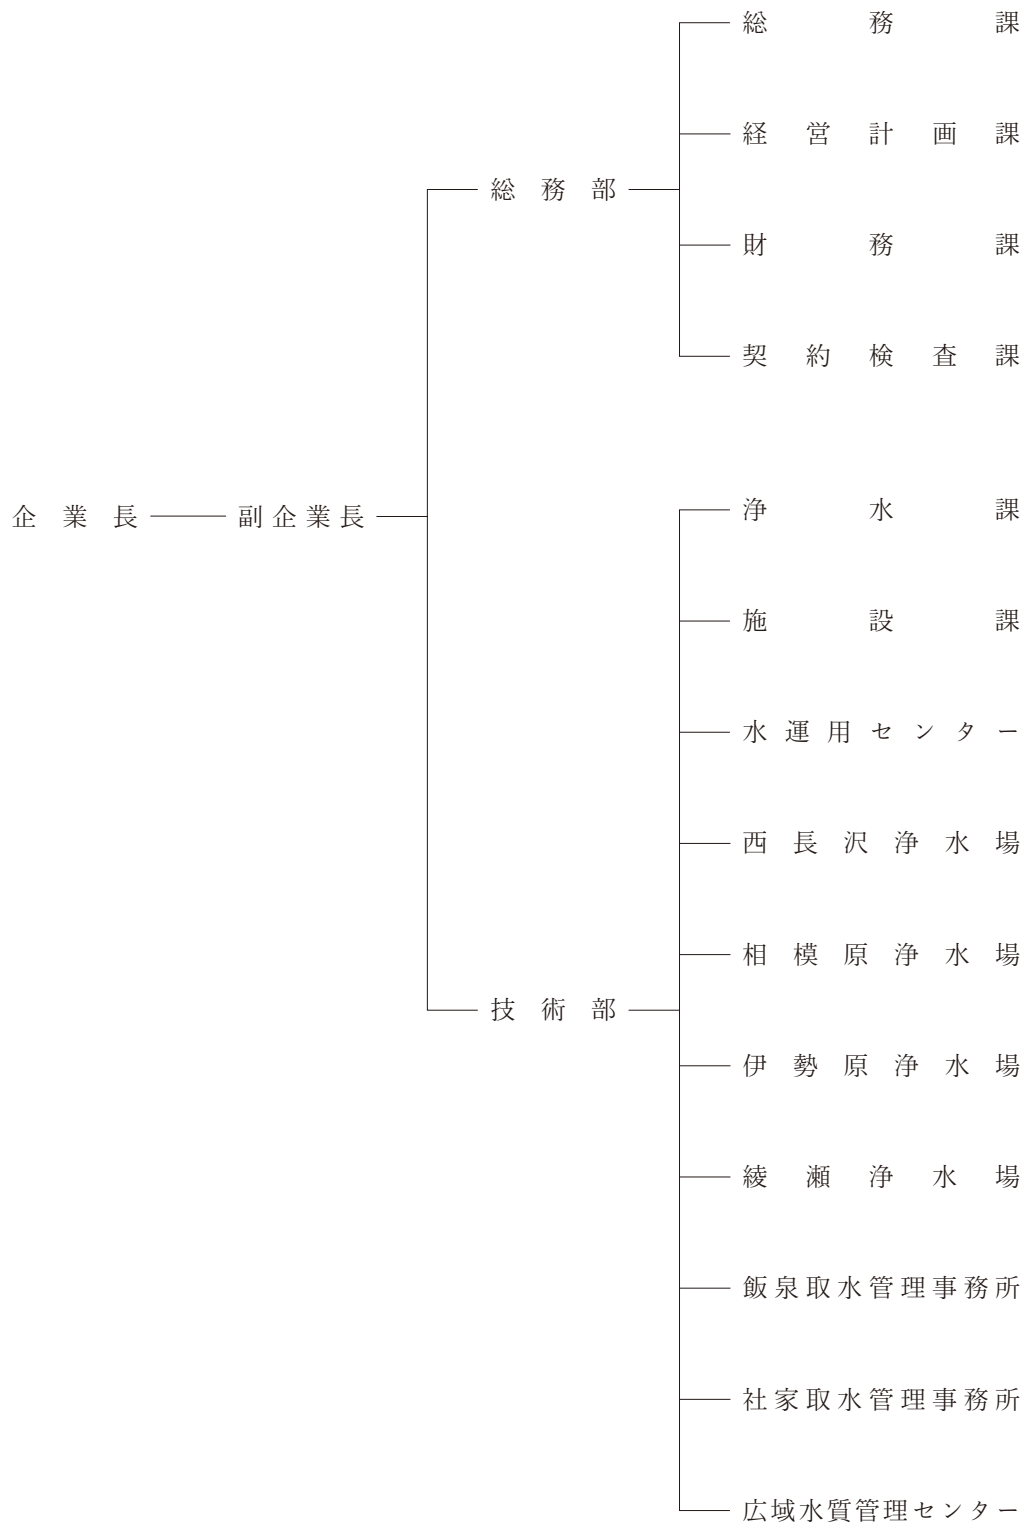 総務課
経営計画課
総務部
財務課
契約検査課
企業長
副企業長
浄水課
施設課
水運用センター
西長沢浄水場
相模原浄水場
技術部
伊勢原浄水場
綾瀬浄水場
飯泉取水管理事務所
社家取水管理事務所
広域水質管理センター